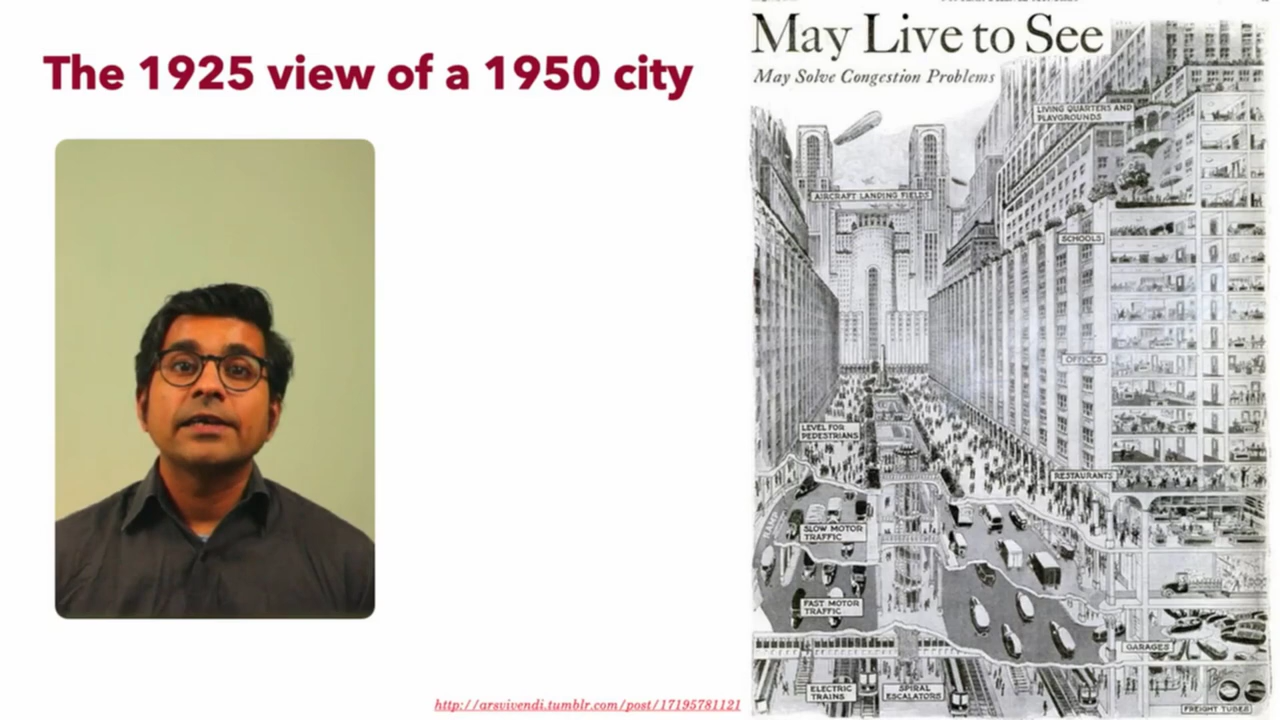 The 1925 view of a 1950 city
May Live to See
May Solve Congestion Problems
LIVING QUARTERS AND
PLAYGROUNDS
AIRCRAFT LANDING FIELDS
SCHOOLS
OFFICES
LEVEL FOR
PEDESTRIANS
RESTAURANTS
RAMP
SLOW MOTOR
TRAFFIC
FAST MOTOR
TRAFFIC
GARAGES
ELECTRIC
TRAINS
SPIRAL
ESCALATORS
FREIGHT TUBES
http://arsvivendi.tumblr.com/post/17195781121